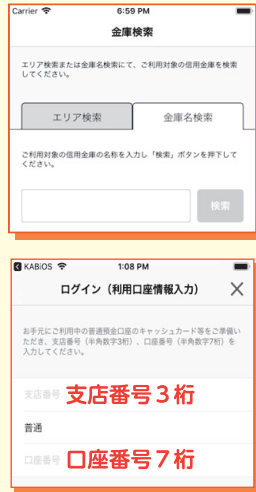 Carrier 6:59 PM
金庫検索
エリア検索または金庫名検索にて、ご利用対象の信用金庫を検索
してください。
エリア検索 金庫名検索
ご利用対象の信用金庫の名称を入力し「検索」ボタンを押下して
ください。
検索
KABiOS 1:08 PM
ログイン（利用口座情報入力）
お手元にご利用中の普通預金口座のキャッシュカード等をご準備い
ただき、支店番号（半角数字3桁）、口座番号（半角数字7桁）を
入力してください。
支店番号 支店番号３桁
普通
口座番号 口座番号７桁